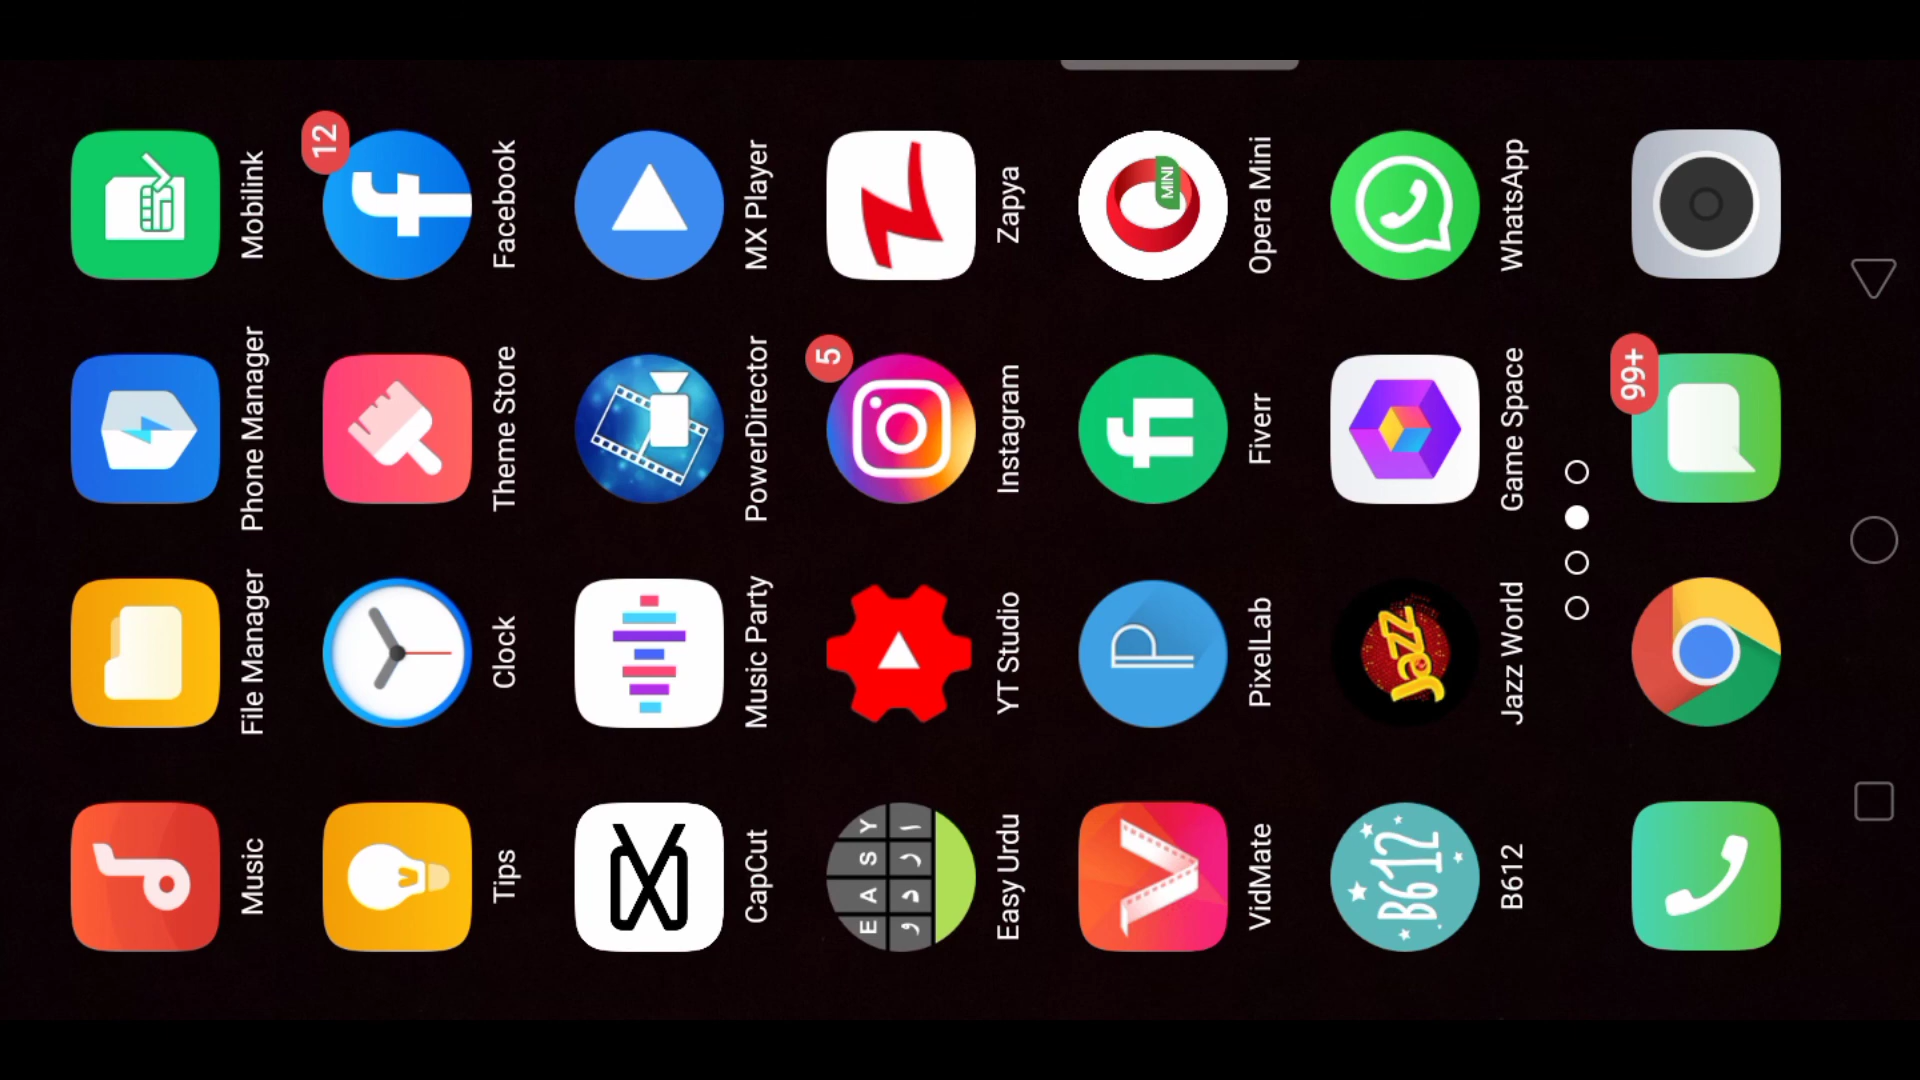 Music
File Manager
Phone Manager
Mobilink
12
Tips
Clock
Theme Store
Facebook
CapCut
Music Party
PowerDirector
MX Player
5
E A S Y
Easy Urdu
YT Studio
Instagram
Zapya
MINI
VidMate
PixelLab
Fiverr
Opera Mini
B612
Jazz
B612
Jazz World
Game Space
WhatsApp
99+